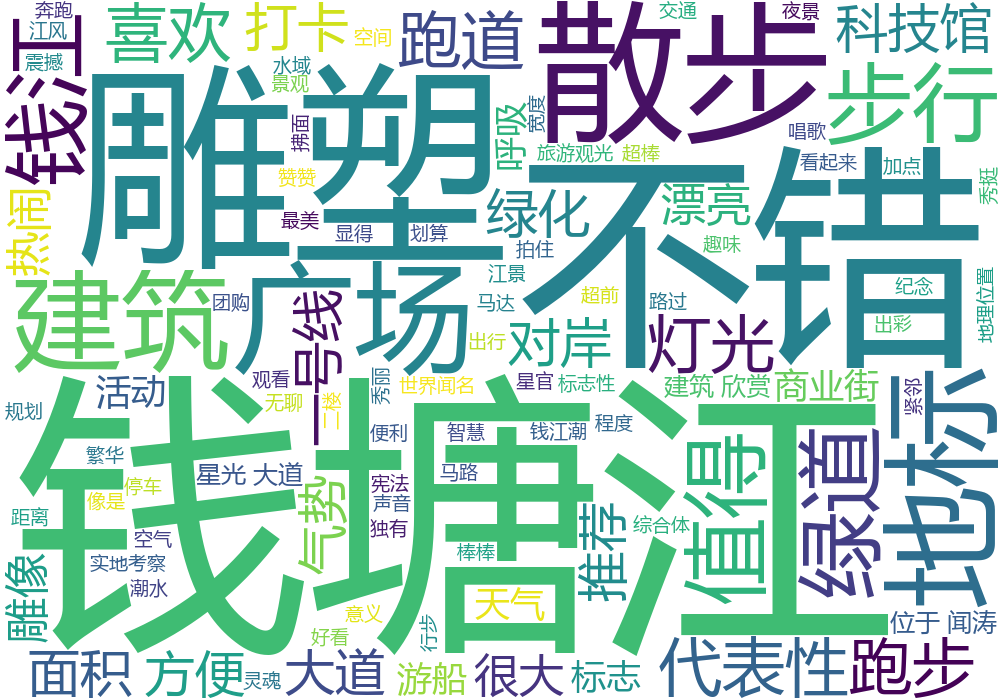 奔跑
喜欢
打卡
空间
跑道
散步
交通
夜景
科技馆
江风
震撼
钱江
水域
景观
雕塑
拂面
呼吸
宽度
唱歌
步行
旅游观光
超棒
看起来
加点
赞赞
热闹
最美
绿化
漂亮
秀挺
显得
划算
拍住
趣味
不错
建筑
广场
江景
团购
马达
超前
路过
纪念
地理位置
一号线
出行
对岸
灯光
出彩
活动
观看
无聊
秀丽
世界闻名
星官
标志性
建筑 欣赏
商业街
紧邻
地标
规划
二楼
便利
智慧
钱江潮
程度
繁华
星光 大道
马路
值得
绿道
像是
停车
钱塘江
气势
宪法
声音
距离
独有
推荐
综合体
空气
棒棒
雕像
实地考察
潮水
意义
天气
位于 闻涛
好看
行步
面积
方便
灵魂
大道
游船
很大
标志
代表性
跑步